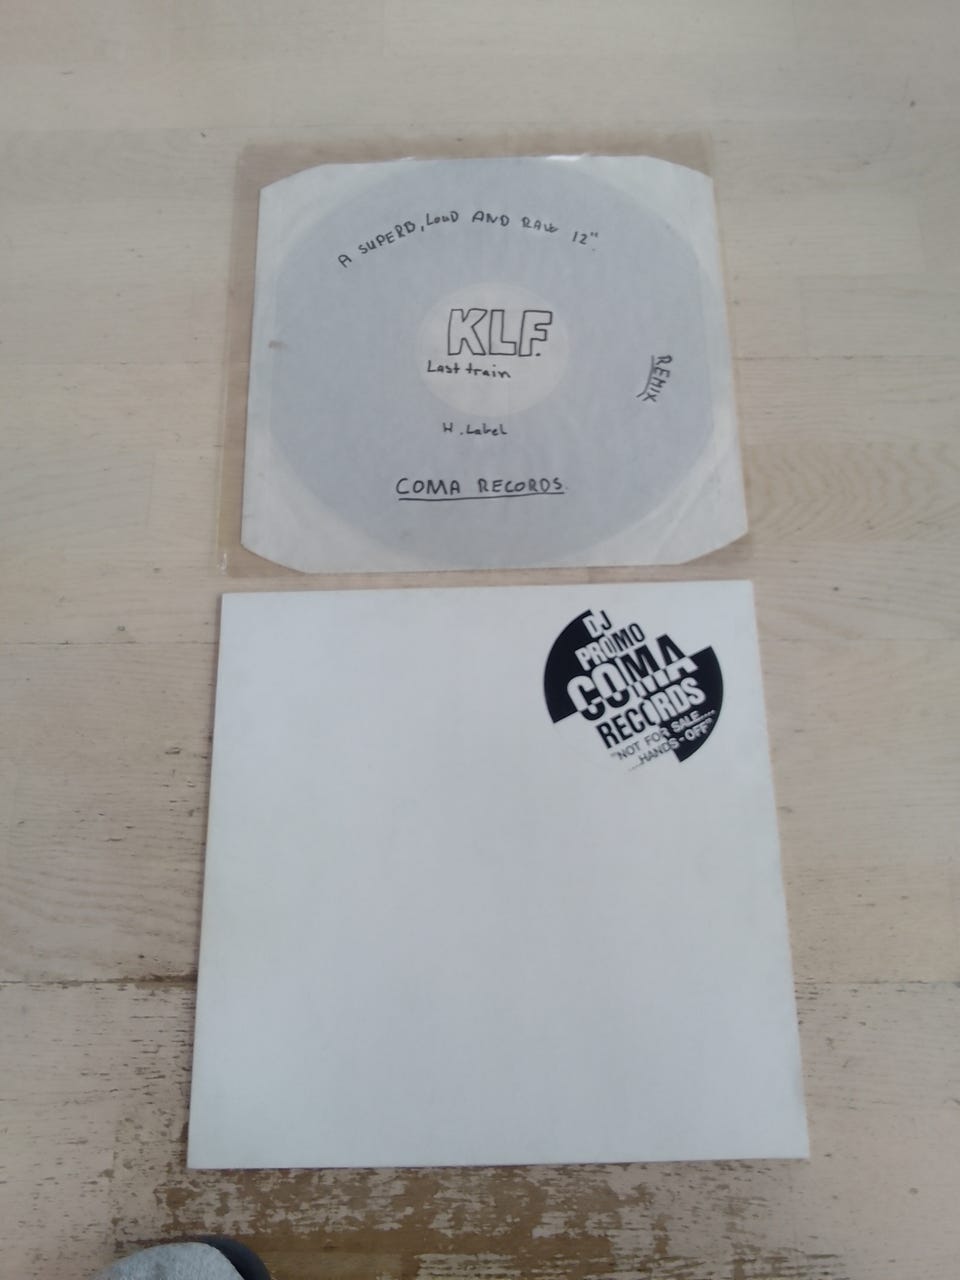 A SUPERB, LOUD AND RAW 12".
KLF.
Last train
REMIX
W. Label
COMA RECORDS.
DJ
PROMO
COMA
RECORDS
"NOT FOR SALE....
....HANDS-OFF"